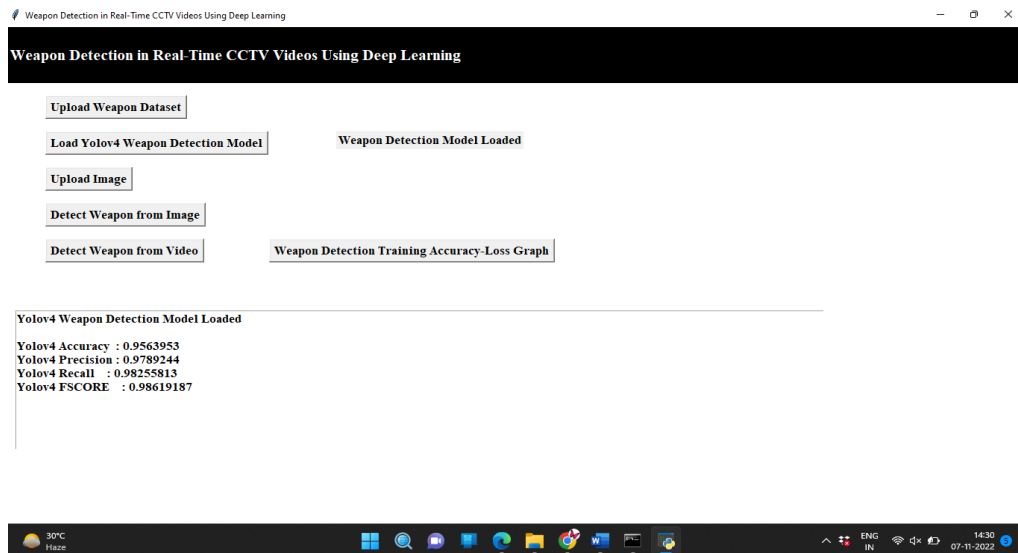 Weapon Detection in Real-Time CCTV Videos Using Deep Learning
Weapon Detection in Real-Time CCTV Videos Using Deep Learning
Upload Weapon Dataset
Load Yolov4 Weapon Detection Model
Weapon Detection Model Loaded
Upload Image
Detect Weapon from Image
Detect Weapon from Video
Weapon Detection Training Accuracy-Loss Graph
Yolov4 Weapon Detection Model Loaded
Yolov4 Accuracy : 0.9563953
Yolov4 Precision : 0.9789244
Yolov4 Recall : 0.98255813
Yolov4 FSCORE : 0.98619187
30°C
Haze
ENG
IN
14:30
07-11-2022
5